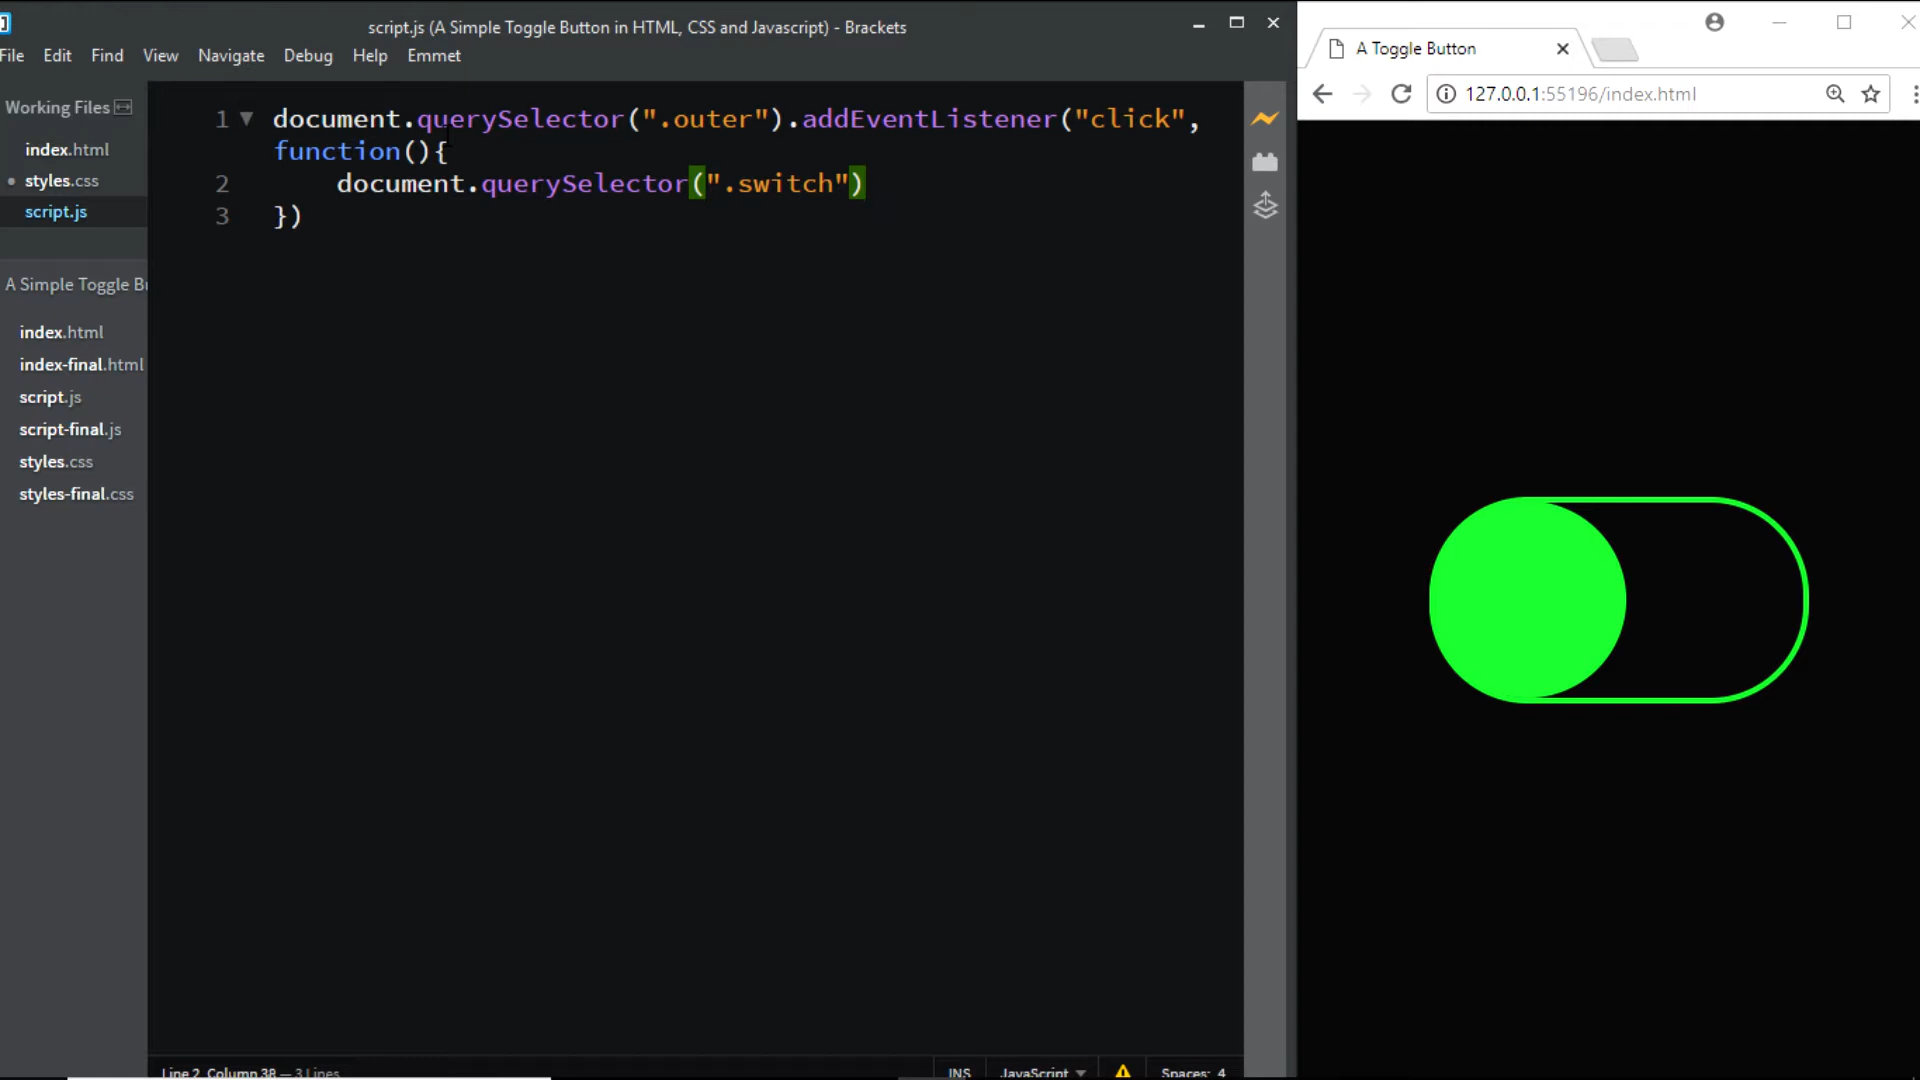 script.js (A Simple Toggle Button in HTML, CSS and Javascript) - Brackets
File Edit Find View Navigate Debug Help Emmet
Working Files
index.html
styles.css
script.js
A Simple Toggle Bu
index.html
index-final.html
script.js
script-final.js
styles.css
styles-final.css
1 document.querySelector(".outer").addEventListener("click",
function(){
2 document.querySelector(".switch")
3 })
Line 2, Column 38 — 3 Lines
INS JavaScript Spaces: 4
A Toggle Button
127.0.0.1:55196/index.html